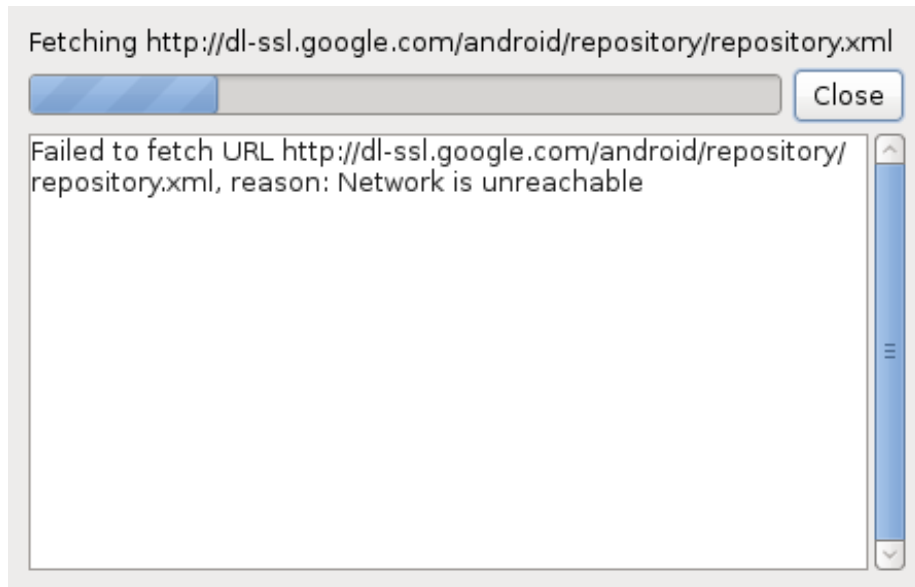 Fetching http://dl-ssl.google.com/android/repository/repository.xml
Close
Failed to fetch URL http://dl-ssl.google.com/android/repository/
repository.xml, reason: Network is unreachable